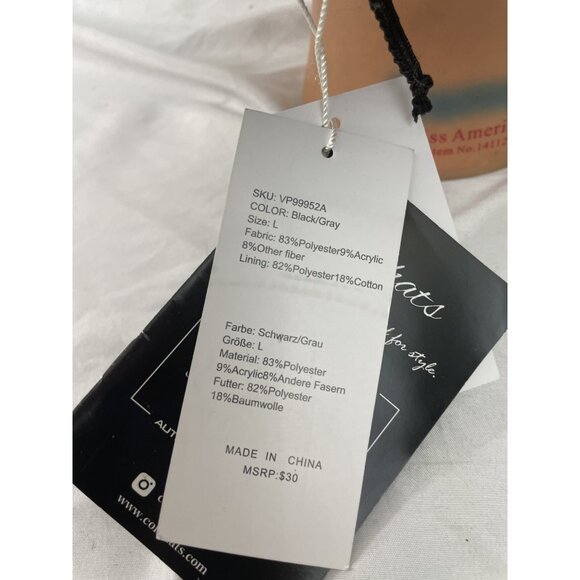 SKU: VP99952A
COLOR: Black/Gray
Size: L
Fabric: 83%Polyester9%Acrylic
8%Other fiber
Lining: 82%Polyester18%Cotton
Farbe: Schwarz/Grau
Größe: L
Material: 83%Polyester
9%Acrylic8%Andere Fasern
Futter: 82%Polyester
18%Baumwolle
MADE IN CHINA
MSRP:$30
for style.